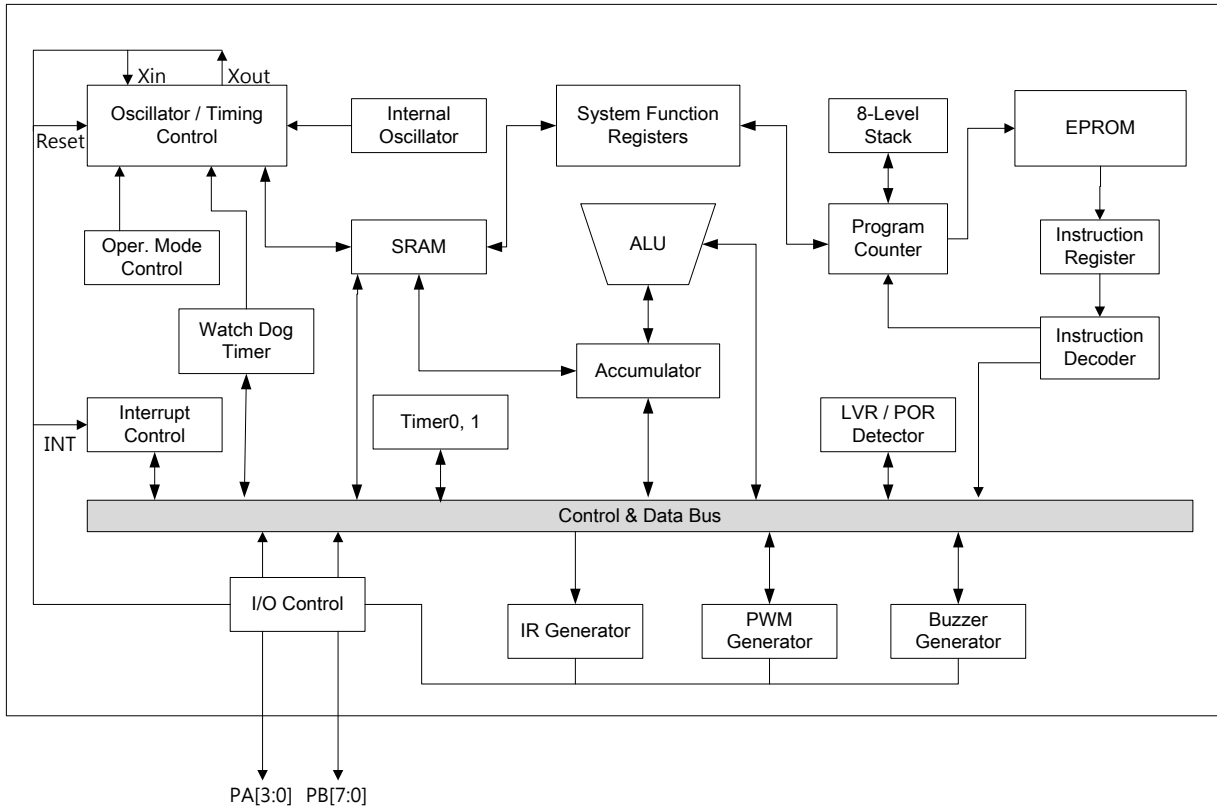 Xin
Xout
Oscillator / Timing
Control
Reset
Internal
Oscillator
System Function
Registers
8-Level
Stack
EPROM
Oper. Mode
Control
SRAM
ALU
Program
Counter
Instruction
Register
Watch Dog
Timer
Accumulator
Instruction
Decoder
Interrupt
Control
INT
Timer0, 1
LVR / POR
Detector
Control & Data Bus
I/O Control
IR Generator
PWM
Generator
Buzzer
Generator
PA[3:0]
PB[7:0]